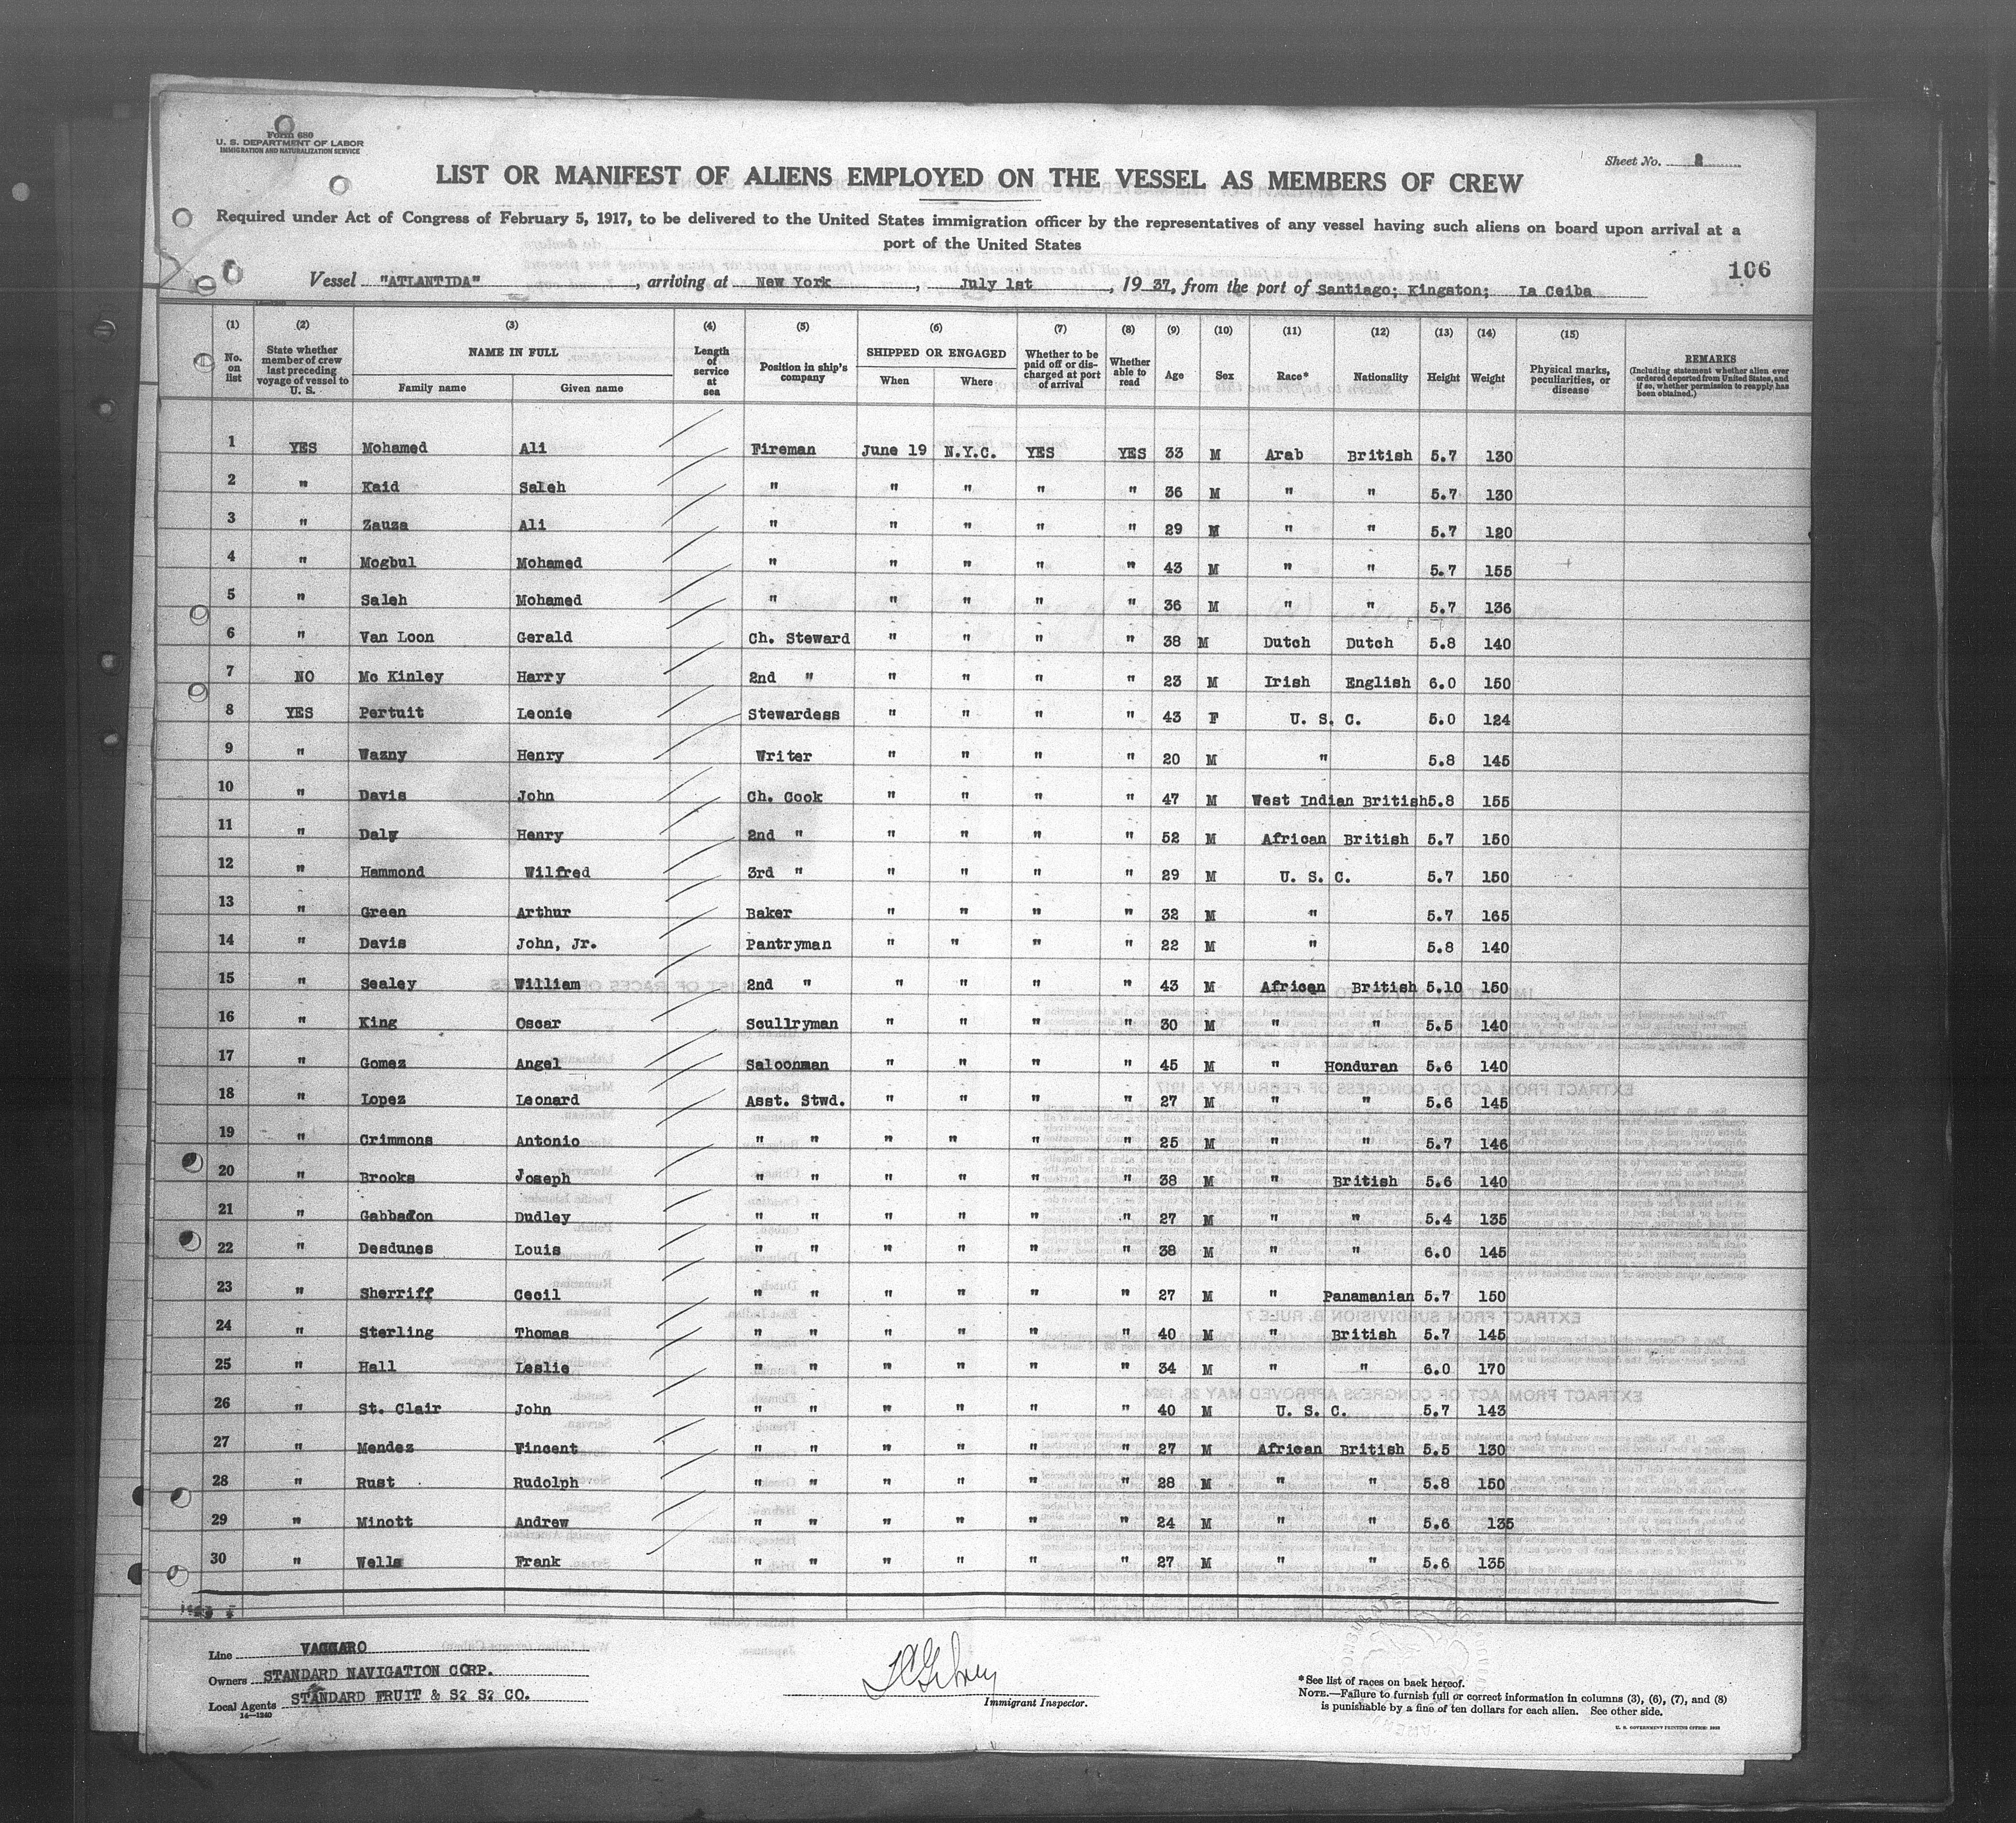 Form 680
U. S. DEPARTMENT OF LABOR
IMMIGRATION AND NATURALIZATION SERVICE
Sheet No. 2
LIST OR MANIFEST OF ALIENS EMPLOYED ON THE VESSEL AS MEMBERS OF CREW
Required under Act of Congress of February 5, 1917, to be delivered to the United States immigration officer by the representatives of any vessel having such aliens on board upon arrival at a
port of the United States
106
Vessel "ATLANTIDA", arriving at New York, July 1st, 19 37, from the port of Santiago; Kingston; La Ceiba
(1) (2) (3) (4) (5) (6) (7) (8) (9) (10) (11) (12) (13) (14) (15)
No. on list State whether member of crew last preceding voyage of vessel to U. S. NAME IN FULL Family name Given name Length of service at sea Position in ship's company SHIPPED OR ENGAGED When Where Whether to be paid off or discharged at port of arrival Whether able to read Age Sex Race* Nationality Height Weight Physical marks, peculiarities, or disease REMARKS (Including statement whether alien ever ordered deported from United States, and if so, whether permission to reapply has been obtained.)
1 YES Mohamed Ali Fireman June 19 N.Y.C. YES YES 33 M Arab British 5.7 130
2 " Kaid Saleh " " " " " 36 M " " 5.7 130
3 " Zauza Ali " " " " " 29 M " " 5.7 120
4 " Mogbul Mohamed " " " " " 43 M " " 5.7 155
5 " Saleh Mohamed " " " " " 36 M " " 5.7 136
6 " Van Loon Gerald Ch. Steward " " " " 38 M Dutch Dutch 5.8 140
7 NO Mc Kinley Harry 2nd " " " " " 23 M Irish English 6.0 150
8 YES Pertuit Leonie Stewardess " " " " 43 F U. S. C. 5.0 124
9 " Wazny Henry Writer " " " " 20 M " 5.8 145
10 " Davis John Ch. Cook " " " " 47 M West Indian British 5.8 155
11 " Daly Henry 2nd " " " " " 52 M African British 5.7 150
12 " Hammond Wilfred 3rd " " " " " 29 M U. S. C. 5.7 150
13 " Green Arthur Baker " " " " 32 M " 5.7 165
14 " Davis John, Jr. Pantryman " " " " 22 M " 5.8 140
15 " Sealey William 2nd " " " " " 43 M African British 5.10 150
16 " King Oscar Scullryman " " " " 30 M " " 5.5 140
17 " Gomez Angel Saloonman " " " " 45 M " Honduran 5.6 140
18 " Lopez Leonard Asst. Stwd. " " " " 27 M " " 5.6 145
19 " Crimmons Antonio " " " " " " 25 M " " 5.7 146
20 " Brooks Joseph " " " " " " 38 M " British 5.6 140
21 " Gabbadon Dudley " " " " " " 27 M " " 5.4 135
22 " Desdunes Louis " " " " " " 38 M " " 6.0 145
23 " Sherriff Cecil " " " " " " 27 M " Panamanian 5.7 150
24 " Sterling Thomas " " " " " " 40 M " British 5.7 145
25 " Hall Leslie " " " " " " 34 M " " 6.0 170
26 " St. Clair John " " " " " " 40 M U. S. C. 5.7 143
27 " Mendez Fincent " " " " " " 27 M African British 5.5 130
28 " Rust Rudolph " " " " " " 28 M " " 5.8 150
29 " Minott Andrew " " " " " " 24 M " " 5.6 135
30 " Wells Frank " " " " " " 27 M " " 5.6 135
Line VACCARO
Owners STANDARD NAVIGATION CORP.
Local Agents STANDARD FRUIT & S? S? CO.
14—1240
Immigrant Inspector.
*See list of races on back hereof.
NOTE.—Failure to furnish full or correct information in columns (3), (6), (7), and (8)
is punishable by a fine of ten dollars for each alien. See other side.